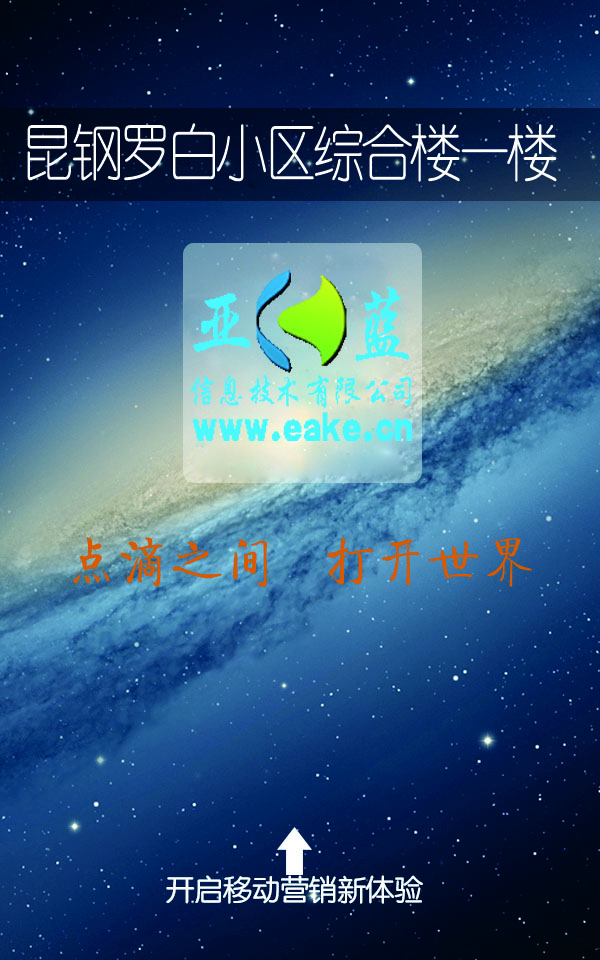 昆钢罗白小区综合楼一楼
亚蓝
信息技术有限公司
www.eake.cn
点滴之间 打开世界
开启移动营销新体验